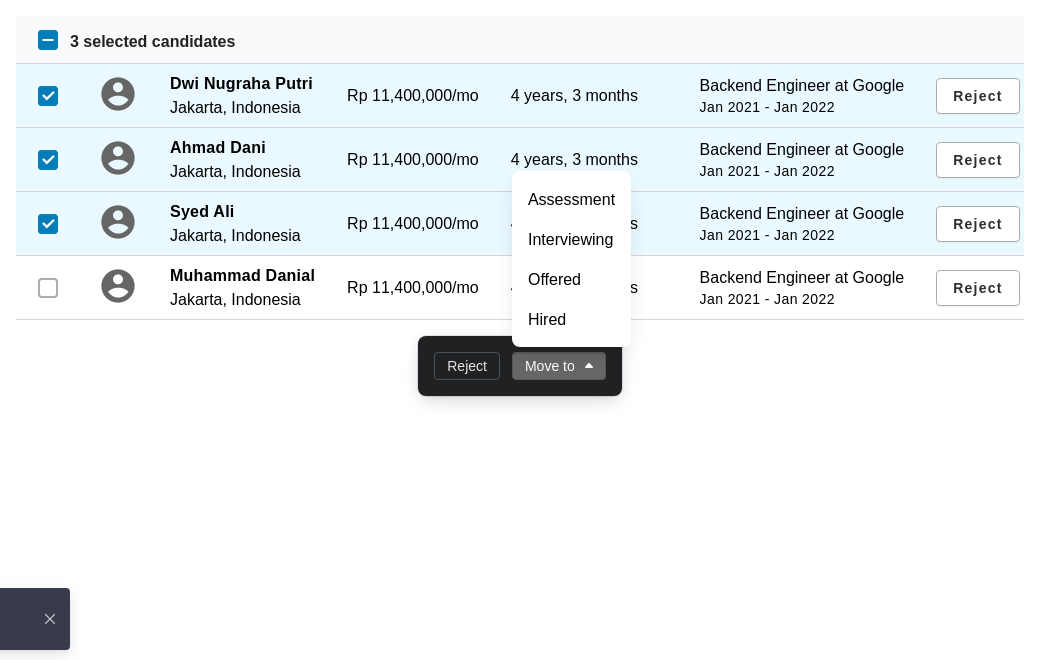 3 selected candidates
Dwi Nugraha Putri
Jakarta, Indonesia
Rp 11,400,000/mo
4 years, 3 months
Backend Engineer at Google
Jan 2021 - Jan 2022
Reject
Ahmad Dani
Jakarta, Indonesia
Rp 11,400,000/mo
4 years, 3 months
Backend Engineer at Google
Jan 2021 - Jan 2022
Reject
Syed Ali
Jakarta, Indonesia
Rp 11,400,000/mo
Backend Engineer at Google
Jan 2021 - Jan 2022
Reject
Muhammad Danial
Jakarta, Indonesia
Rp 11,400,000/mo
Backend Engineer at Google
Jan 2021 - Jan 2022
Reject
Assessment
Interviewing
Offered
Hired
Reject
Move to